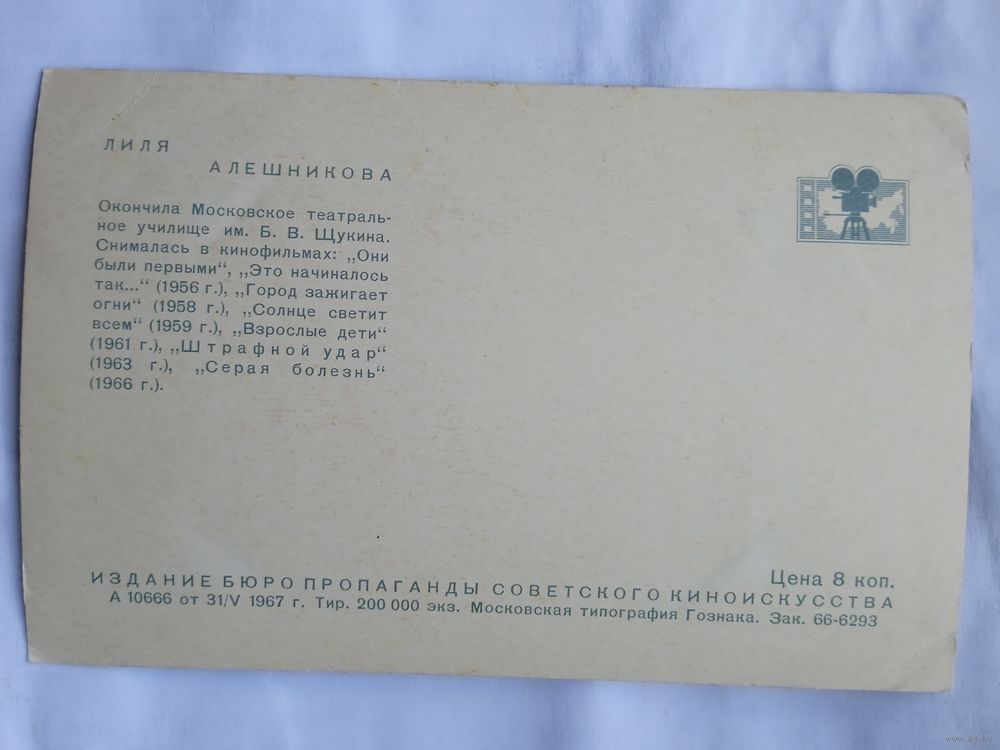 ЛИЛЯ
АЛЕШНИКОВА
Окончила Московское театраль-
ное училище им. Б. В. Щукина.
Снималась в кинофильмах: „Они
были первыми“, „Это начиналось
так...“ (1956 г.), „Город зажигает
огни“ (1958 г.), „Солнце светит
всем“ (1959 г.), „Взрослые дети“
(1961 г.), „Штрафной удар“
(1963 г.), „Серая болезнь“
(1966 г.).
Цена 8 коп.
ИЗДАНИЕ БЮРО ПРОПАГАНДЫ СОВЕТСКОГО КИНОИСКУССТВА
А 10666 от 31/V 1967 г. Тир. 200 000 экз. Московская типография Гознака. Зак. 66-6293
www.ay.by